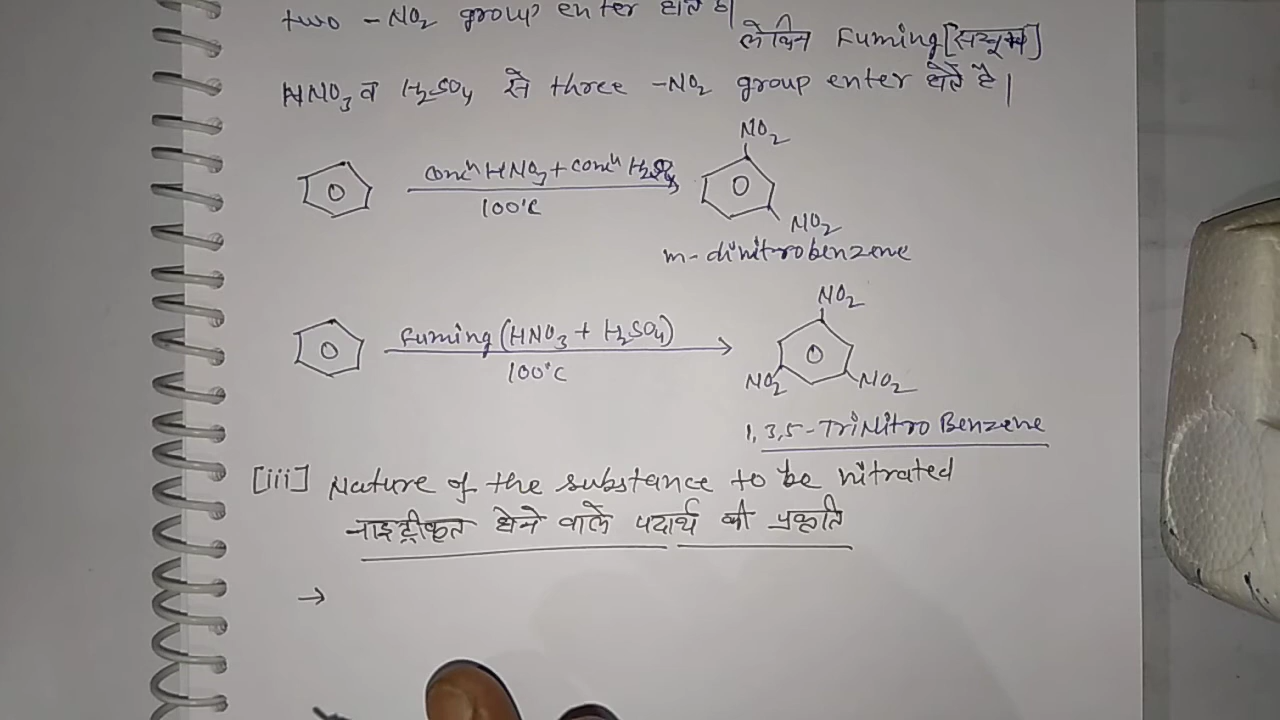 two -NO₂ group enter होते है।
लेकिन Fuming [सधूम]
HNO₃ व H₂SO₄ से three -NO₂ group enter होते है।
NO₂
concⁿ HNO₃ + concⁿ H₂SO₄
100°C
NO₂
m-dinitrobenzene
NO₂
Fuming (HNO₃ + H₂SO₄)
100°C
NO₂ NO₂
1,3,5-TriNitro Benzene
[iii] Nature of the substance to be nitrated
नाइट्रीकृत होने वाले पदार्थ की प्रकृति
→